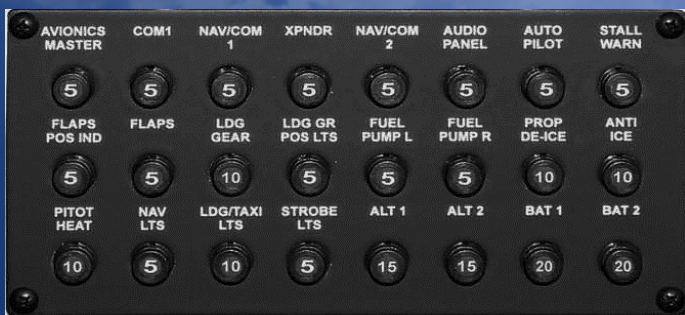 AVIONICS COM1 NAV/COM XPNDR NAV/COM AUDIO AUTO STALL
MASTER 1 2 PANEL PILOT WARN
5 5 5 5 5 5 5 5
FLAPS FLAPS LDG LDG GR FUEL FUEL PROP ANTI
POS IND GEAR POS LTS PUMP L PUMP R DE-ICE ICE
5 5 10 5 5 5 10 10
PITOT NAV LDG/TAXI STROBE ALT 1 ALT 2 BAT 1 BAT 2
HEAT LTS LTS LTS
10 5 10 5 15 15 20 20